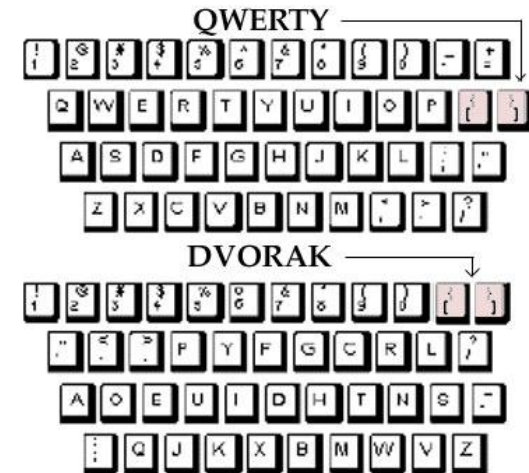 QWERTY
! 1 @ 2 # 3 $ 4 % 5 ^ 6 & 7 * 8 ( 9 ) 0 _ - + =
Q W E R T Y U I O P { [ } ]
A S D F G H J K L : ; " '
Z X C V B N M < , > . ? /
DVORAK
! 1 @ 2 # 3 $ 4 % 5 ^ 6 & 7 * 8 ( 9 ) 0 { [ } ]
" ' < , > . P Y F G C R L ? /
A O E U I D H T N S _ -
: ; Q J K X B M W V Z